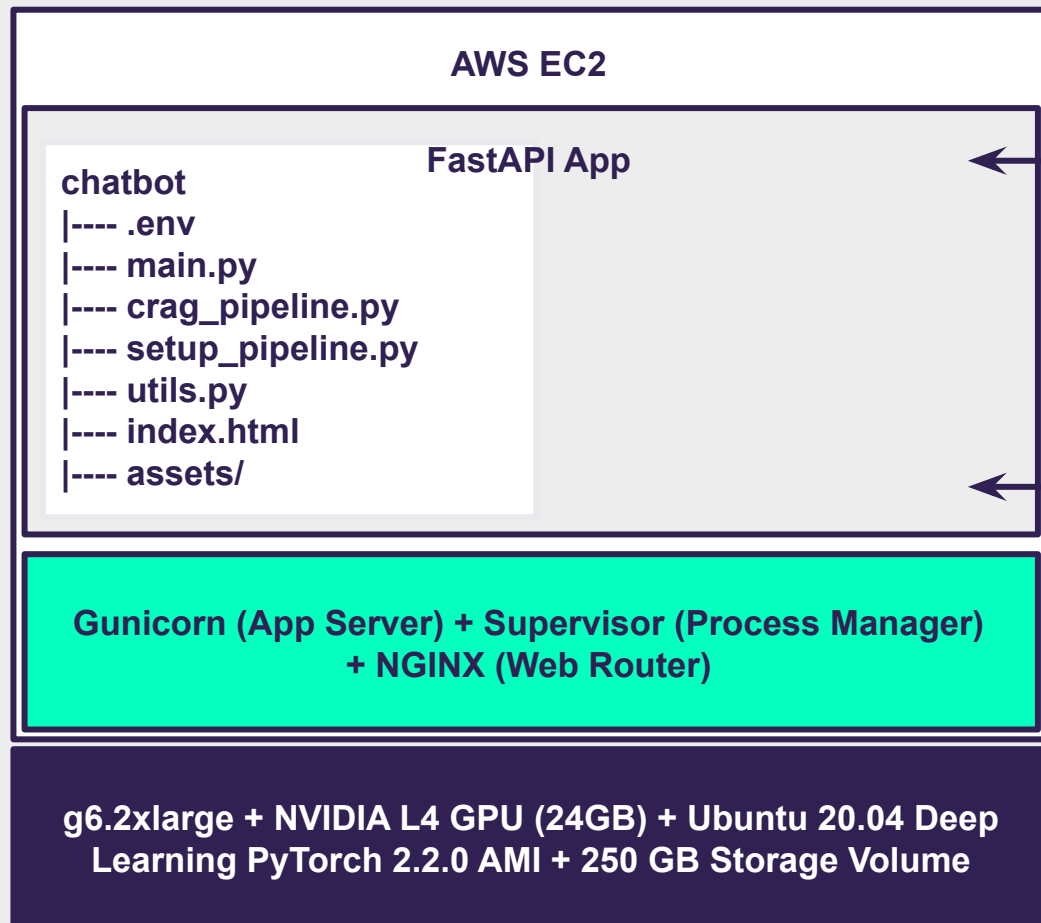 AWS EC2
FastAPI App
chatbot
|---- .env
|---- main.py
|---- crag_pipeline.py
|---- setup_pipeline.py
|---- utils.py
|---- index.html
|---- assets/
Gunicorn (App Server) + Supervisor (Process Manager)
+ NGINX (Web Router)
g6.2xlarge + NVIDIA L4 GPU (24GB) + Ubuntu 20.04 Deep
Learning PyTorch 2.2.0 AMI + 250 GB Storage Volume